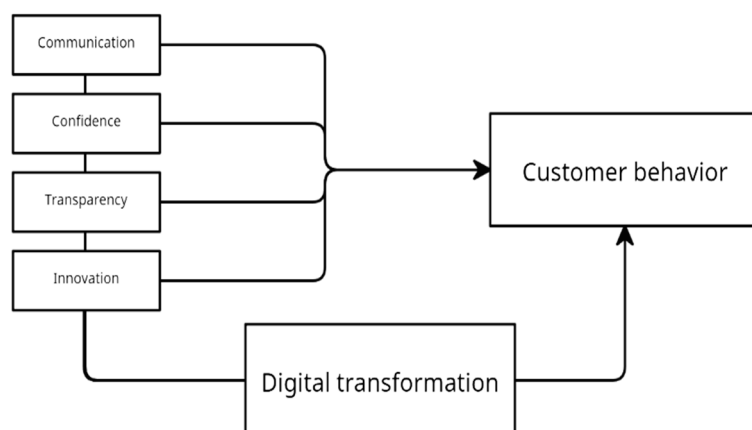 Communication
Confidence
Transparency
Innovation
Customer behavior
Digital transformation